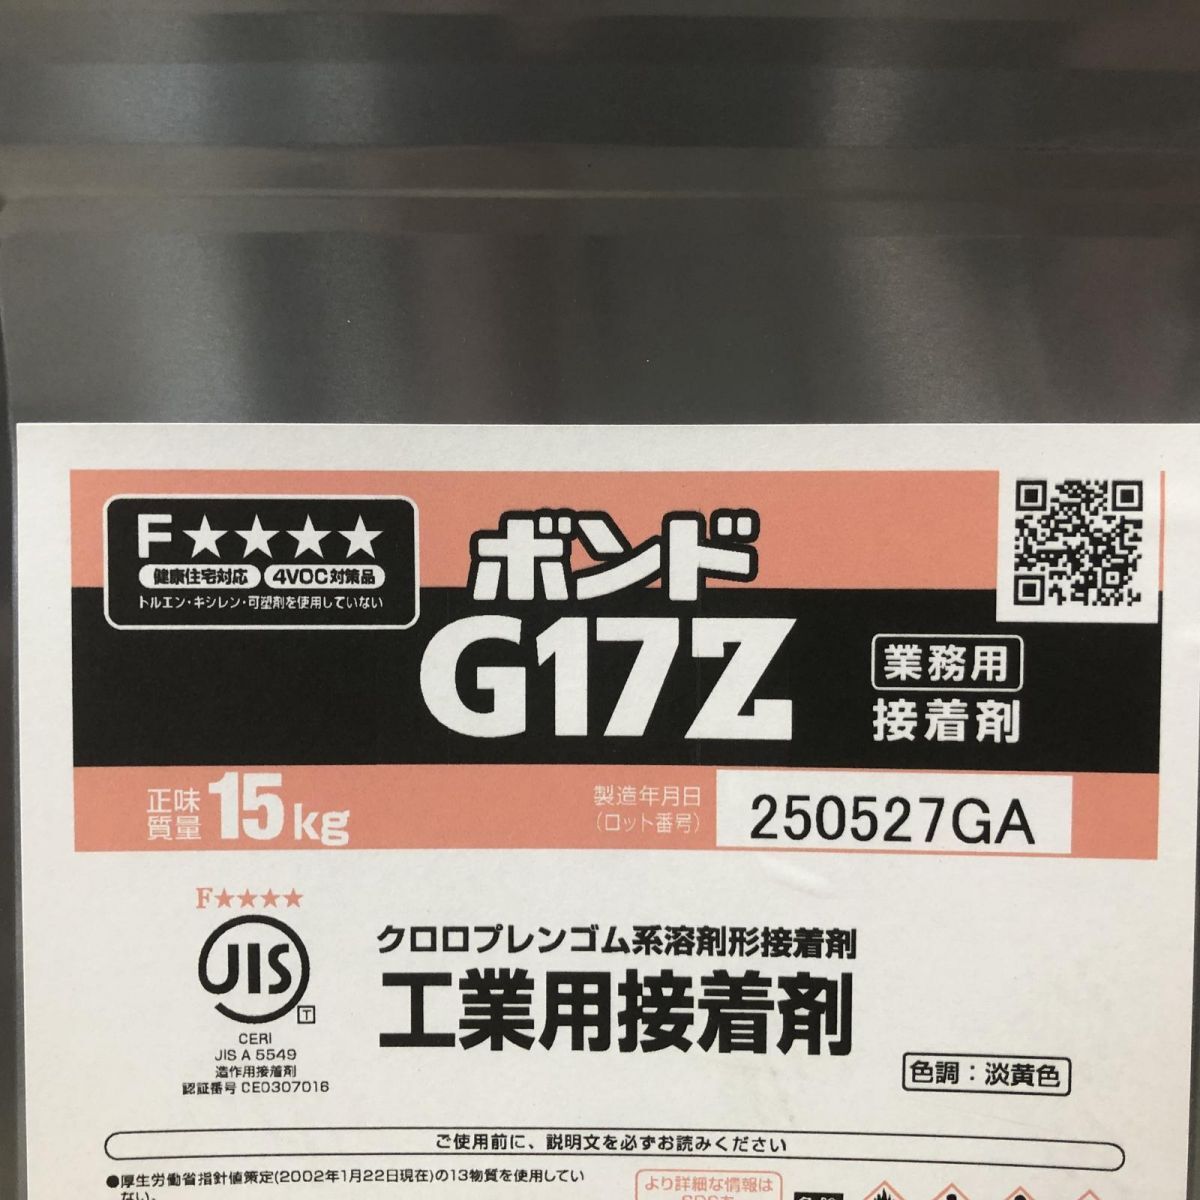 F★★★★
健康住宅対応 4VOC対策品
トルエン・キシレン・可塑剤を使用していない
ボンド
G17Z
業務用
接着剤
正味
質量 15kg
製造年月日
(ロット番号)
250527GA
F★★★★
JIS
T
CERI
JIS A 5549
造作用接着剤
認証番号 CE0307016
クロロプレンゴム系溶剤形接着剤
工業用接着剤
色調：淡黄色
ご使用前に、説明文を必ずお読みください
●厚生労働省指針値策定(2002年1月22日現在)の13物質を使用してい
ない。
より詳細な情報は